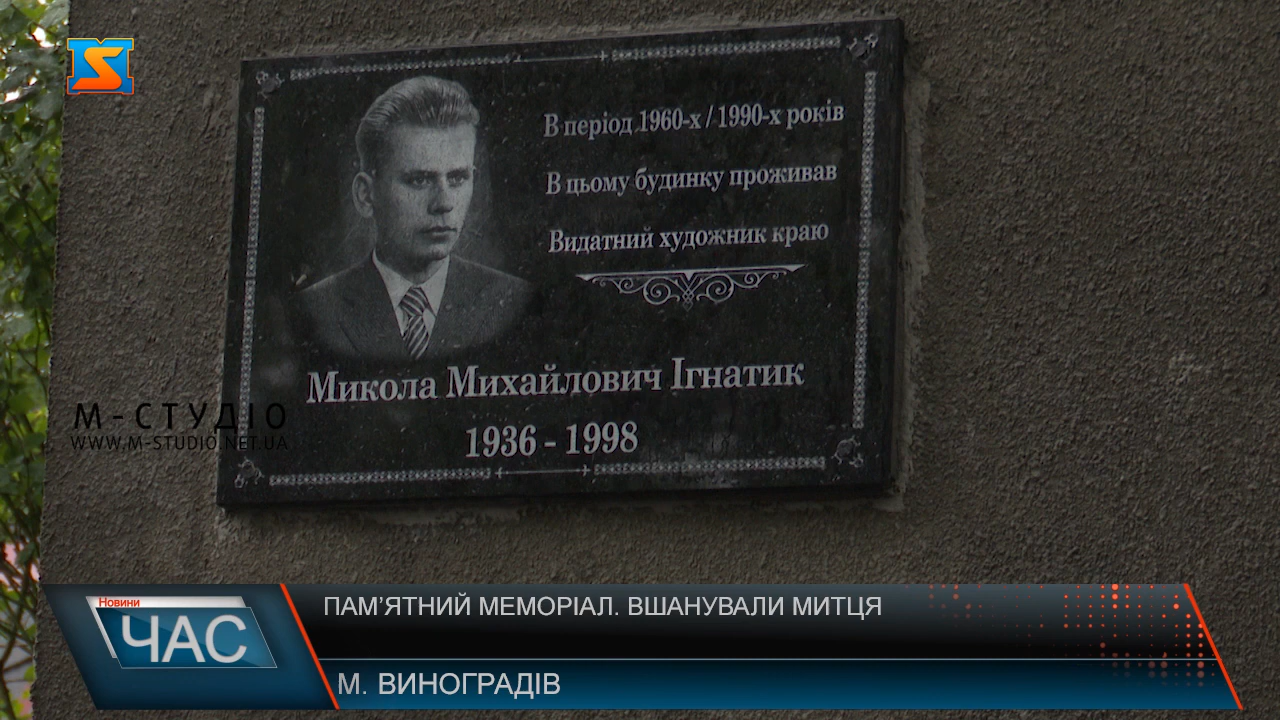 В період 1960-х / 1990-х років
В цьому будинку проживав
Видатний художник краю
Микола Михайлович Ігнатик
1936 - 1998
М-СТУДІО
WWW.M-STUDIO.NET.UA
Новини
ЧАС
ПАМ’ЯТНИЙ МЕМОРІАЛ. ВШАНУВАЛИ МИТЦЯ
М. ВИНОГРАДІВ